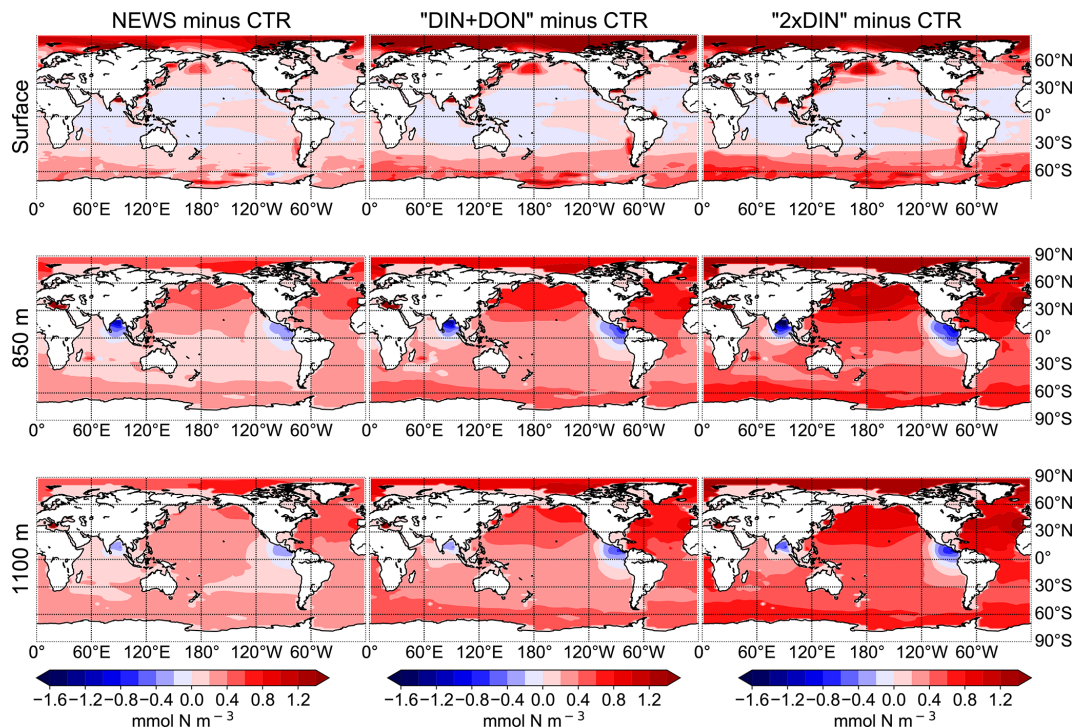 NEWS minus CTR "DIN+DON" minus CTR "2xDIN" minus CTR
Surface
60°N
30°N
0°
30°S
60°S
0° 60°E 120°E 180° 120°W 60°W 0° 60°E 120°E 180° 120°W 60°W 0° 60°E 120°E 180° 120°W 60°W
850 m
90°N
60°N
30°N
0°
30°S
60°S
90°S
0° 60°E 120°E 180° 120°W 60°W 0° 60°E 120°E 180° 120°W 60°W 0° 60°E 120°E 180° 120°W 60°W
1100 m
90°N
60°N
30°N
0°
30°S
60°S
90°S
0° 60°E 120°E 180° 120°W 60°W 0° 60°E 120°E 180° 120°W 60°W 0° 60°E 120°E 180° 120°W 60°W
−1.6 −1.2 −0.8 −0.4 0.0 0.4 0.8 1.2 −1.6 −1.2 −0.8 −0.4 0.0 0.4 0.8 1.2 −1.6 −1.2 −0.8 −0.4 0.0 0.4 0.8 1.2
mmol N m⁻³ mmol N m⁻³ mmol N m⁻³